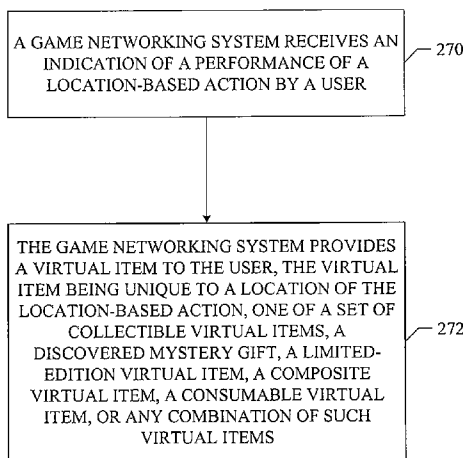 A GAME NETWORKING SYSTEM RECEIVES AN
INDICATION OF A PERFORMANCE OF A
LOCATION-BASED ACTION BY A USER
270
THE GAME NETWORKING SYSTEM PROVIDES
A VIRTUAL ITEM TO THE USER, THE VIRTUAL
ITEM BEING UNIQUE TO A LOCATION OF THE
LOCATION-BASED ACTION, ONE OF A SET OF
COLLECTIBLE VIRTUAL ITEMS, A
DISCOVERED MYSTERY GIFT, A LIMITED-
EDITION VIRTUAL ITEM, A COMPOSITE
VIRTUAL ITEM, A CONSUMABLE VIRTUAL
ITEM, OR ANY COMBINATION OF SUCH
VIRTUAL ITEMS
272